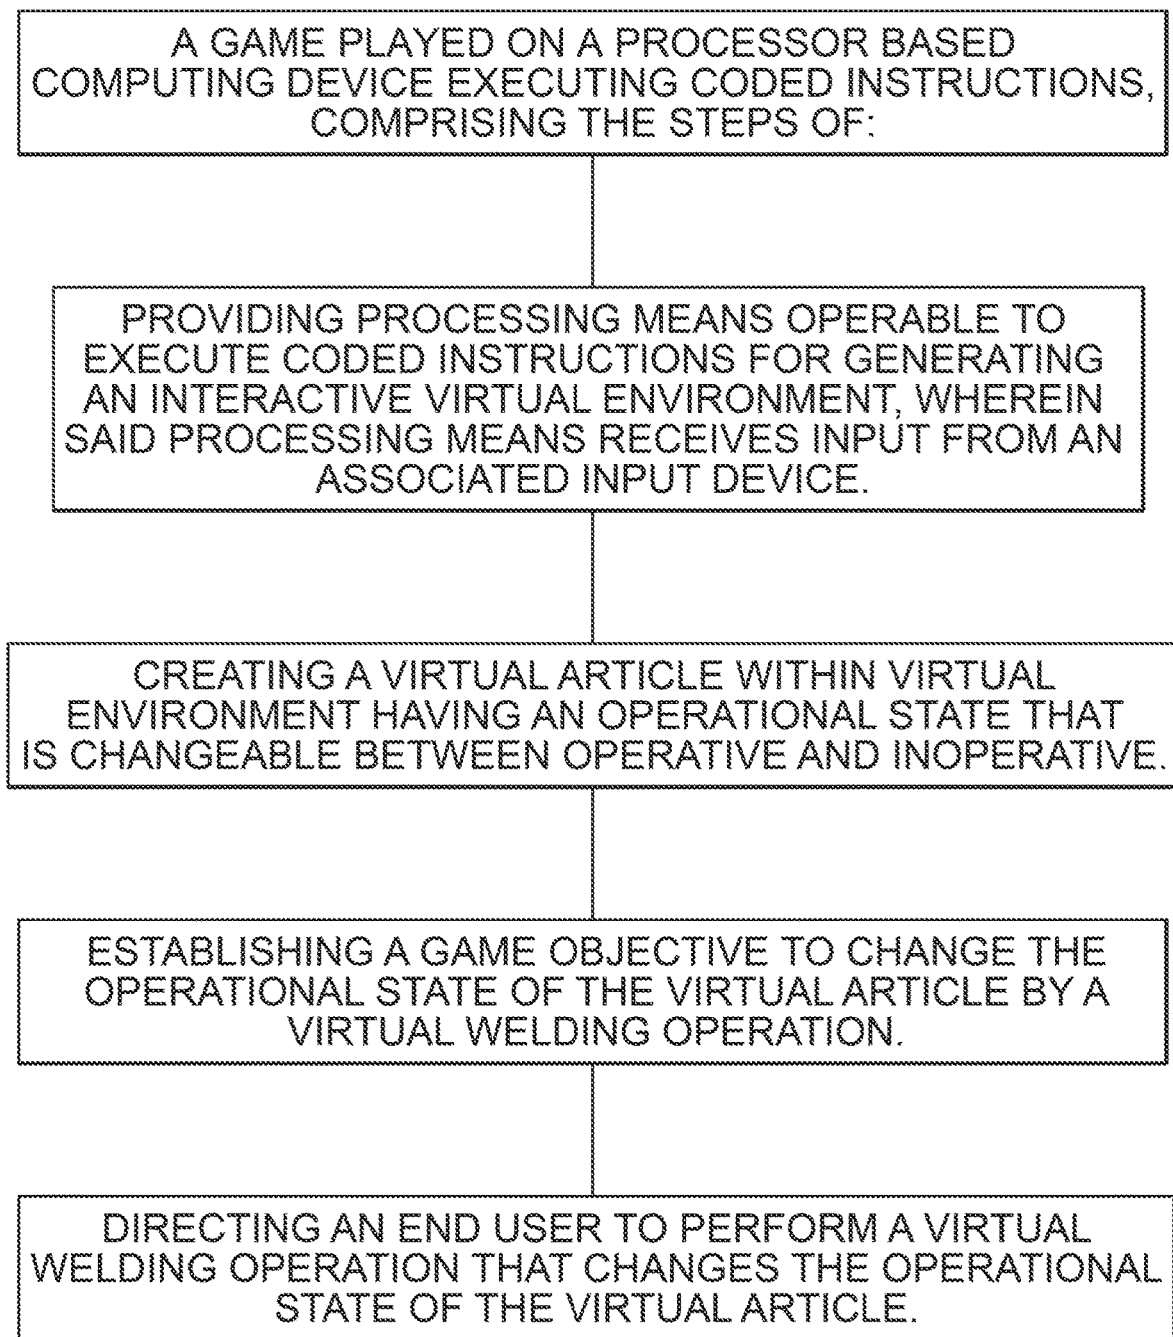 A GAME PLAYED ON A PROCESSOR BASED
COMPUTING DEVICE EXECUTING CODED INSTRUCTIONS,
COMPRISING THE STEPS OF:
PROVIDING PROCESSING MEANS OPERABLE TO
EXECUTE CODED INSTRUCTIONS FOR GENERATING
AN INTERACTIVE VIRTUAL ENVIRONMENT, WHEREIN
SAID PROCESSING MEANS RECEIVES INPUT FROM AN
ASSOCIATED INPUT DEVICE.
CREATING A VIRTUAL ARTICLE WITHIN VIRTUAL
ENVIRONMENT HAVING AN OPERATIONAL STATE THAT
IS CHANGEABLE BETWEEN OPERATIVE AND INOPERATIVE.
ESTABLISHING A GAME OBJECTIVE TO CHANGE THE
OPERATIONAL STATE OF THE VIRTUAL ARTICLE BY A
VIRTUAL WELDING OPERATION.
DIRECTING AN END USER TO PERFORM A VIRTUAL
WELDING OPERATION THAT CHANGES THE OPERATIONAL
STATE OF THE VIRTUAL ARTICLE.